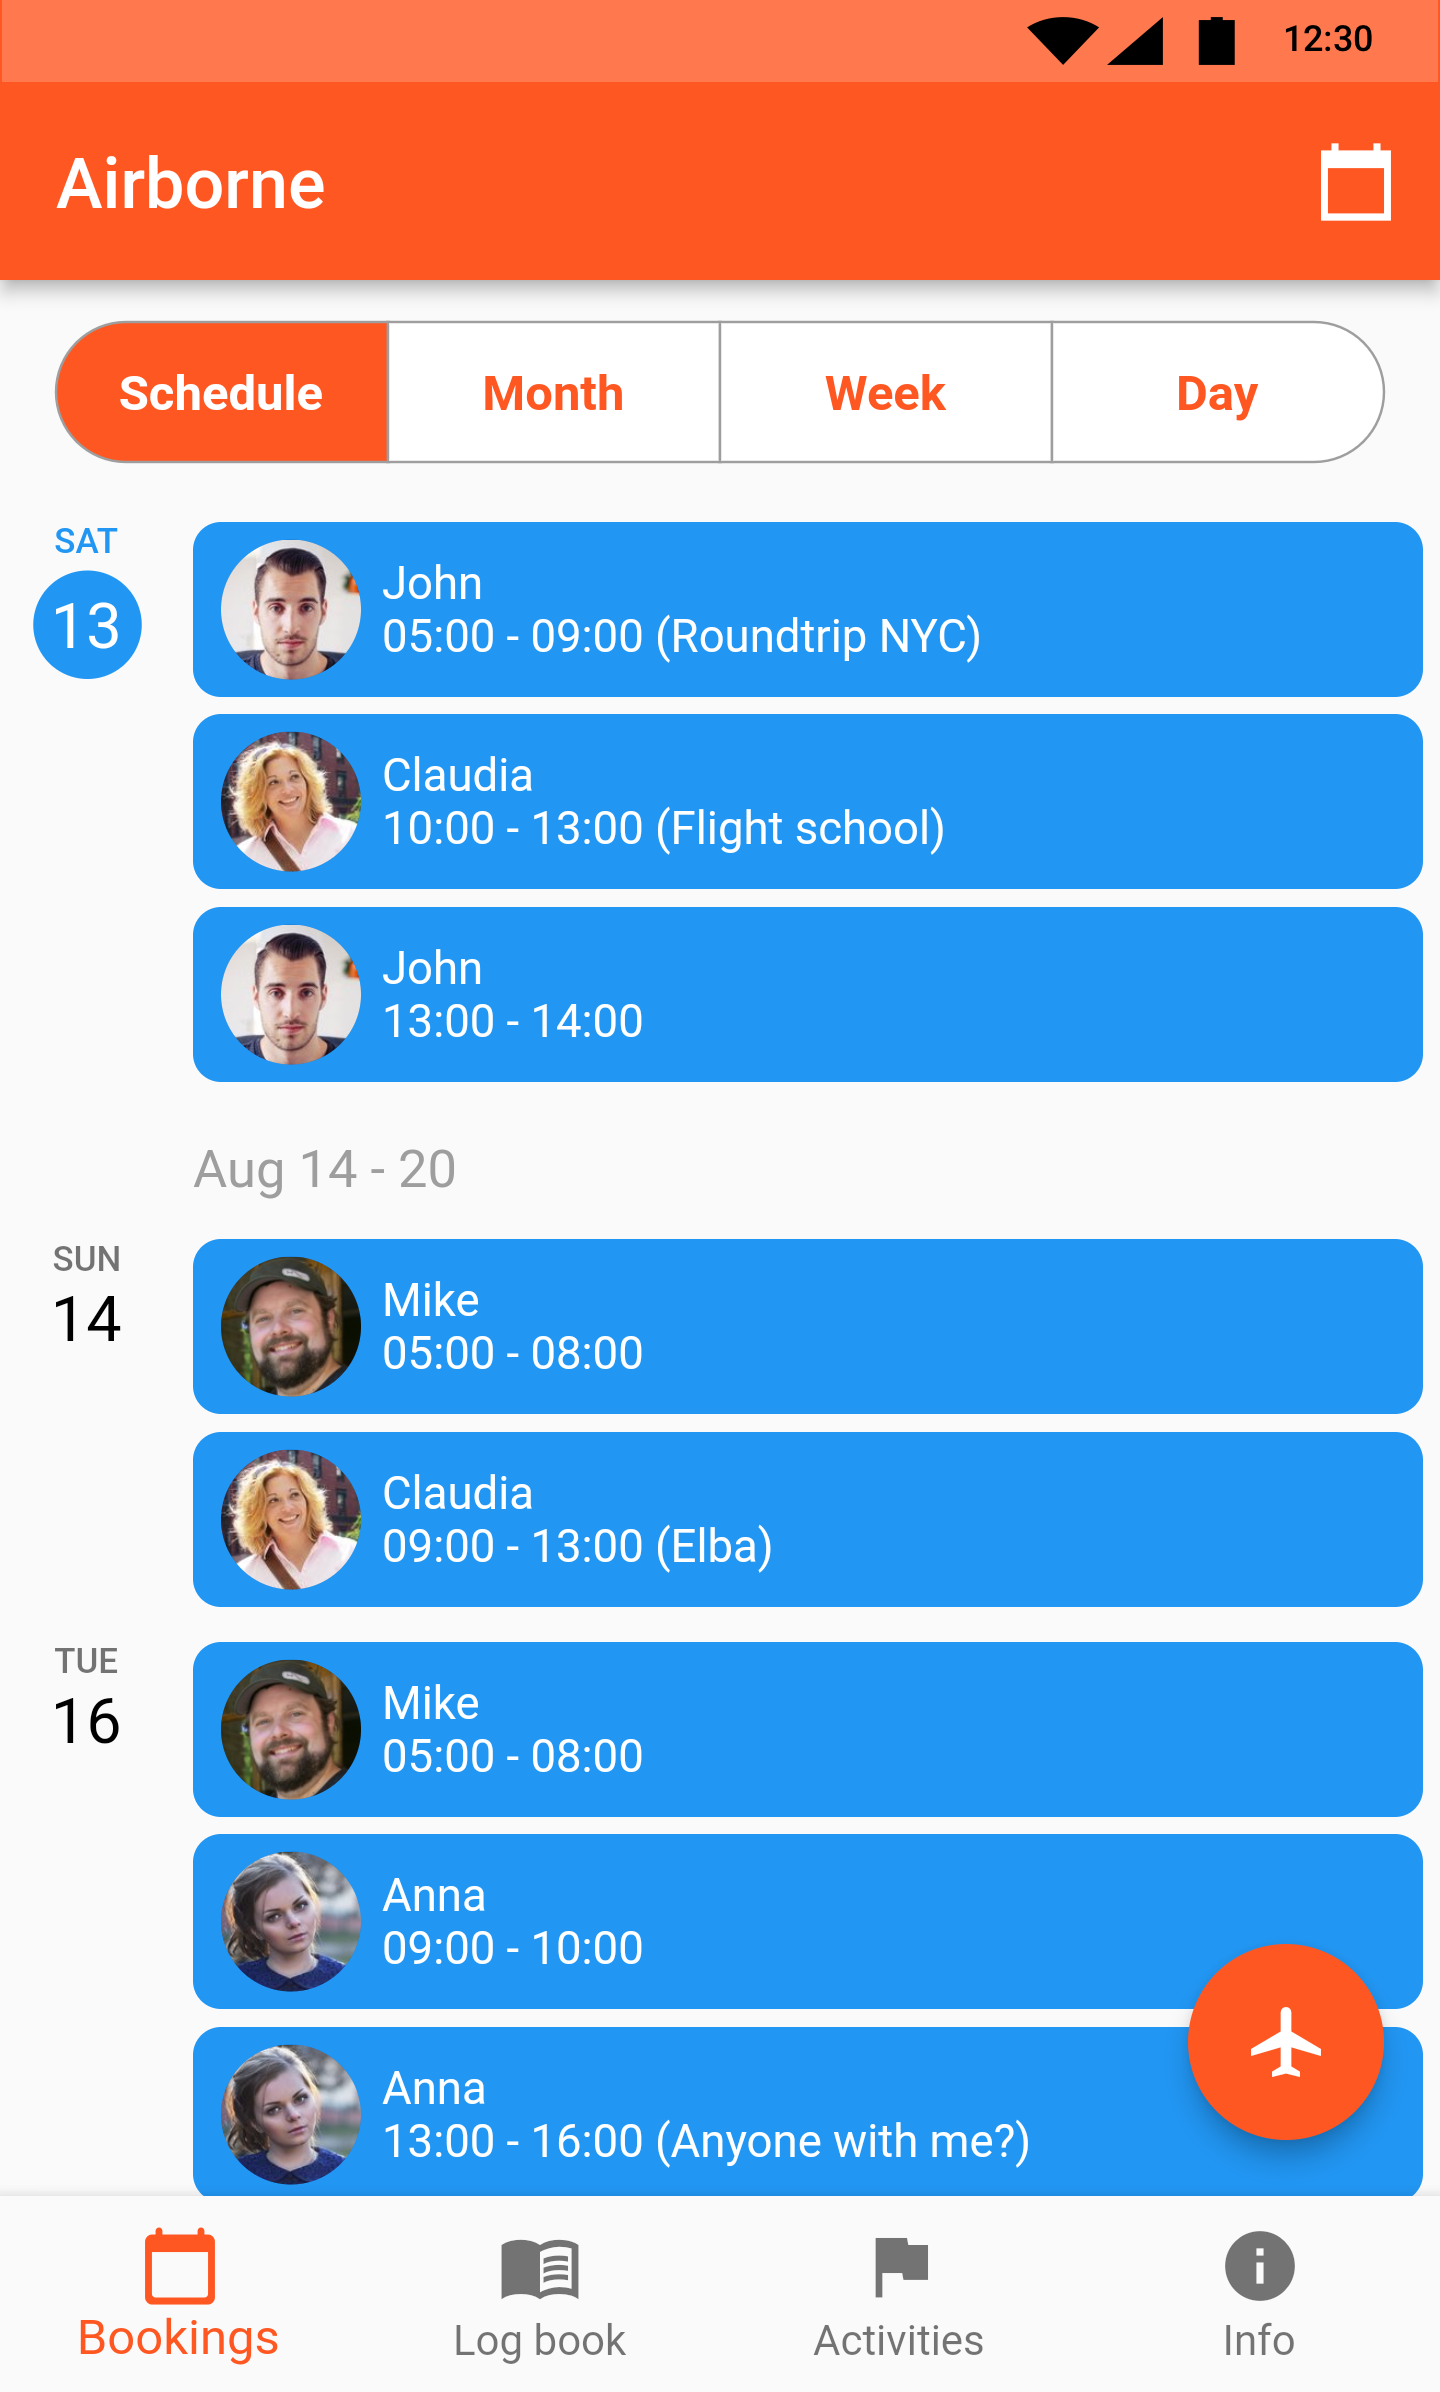 12:30
Airborne
Schedule
Month
Week
Day
SAT
13
John
05:00 - 09:00 (Roundtrip NYC)
Claudia
10:00 - 13:00 (Flight school)
John
13:00 - 14:00
Aug 14 - 20
SUN
14
Mike
05:00 - 08:00
Claudia
09:00 - 13:00 (Elba)
TUE
16
Mike
05:00 - 08:00
Anna
09:00 - 10:00
Anna
13:00 - 16:00 (Anyone with me?)
Bookings
Log book
Activities
Info